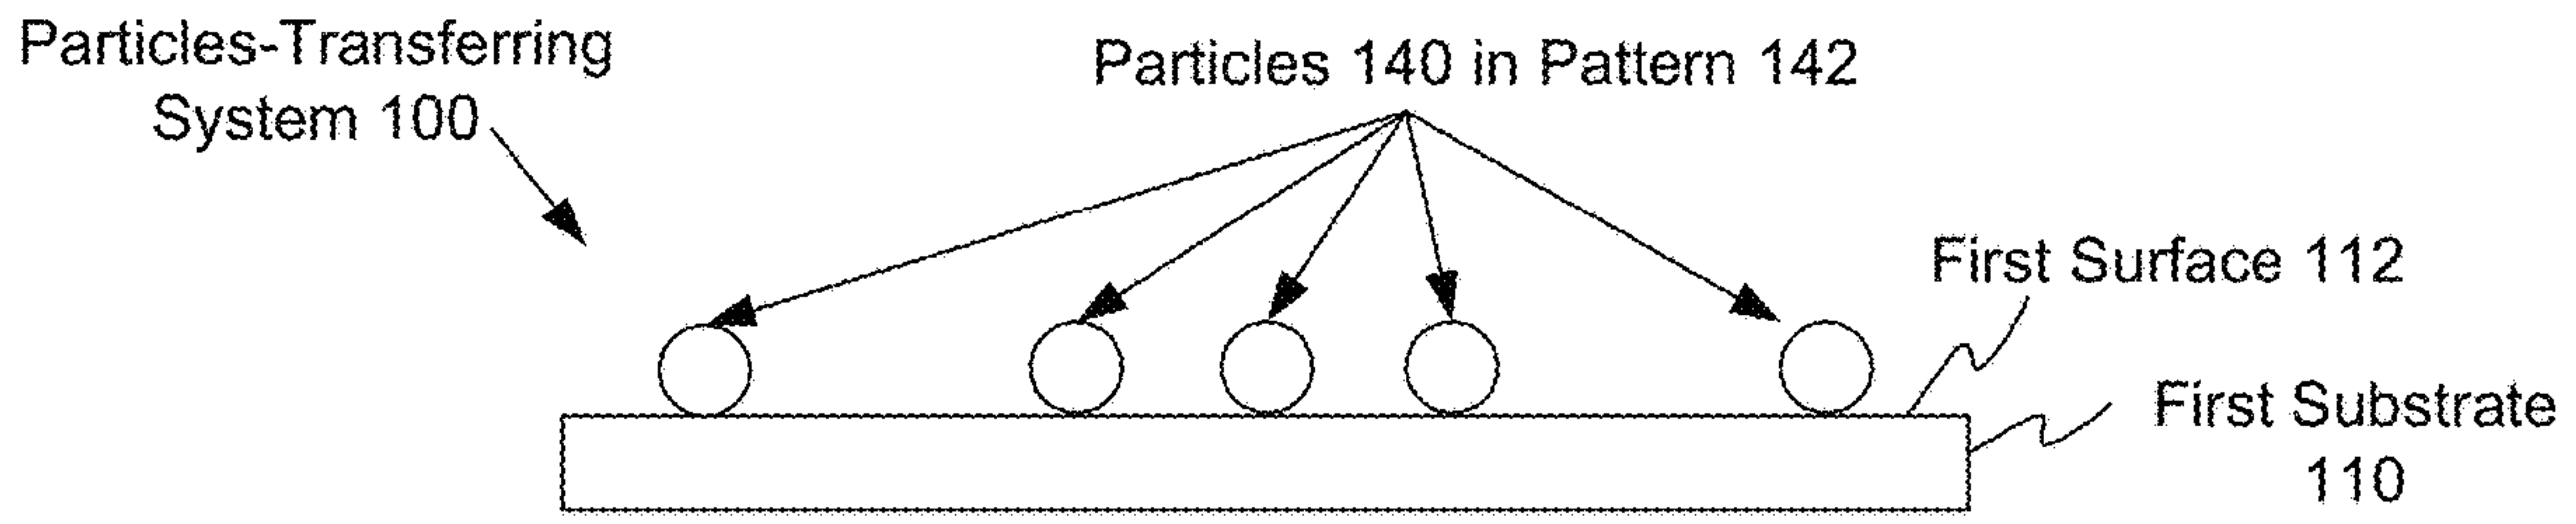 Particles-Transferring
System 100
Particles 140 in Pattern 142
First Surface 112
First Substrate
110